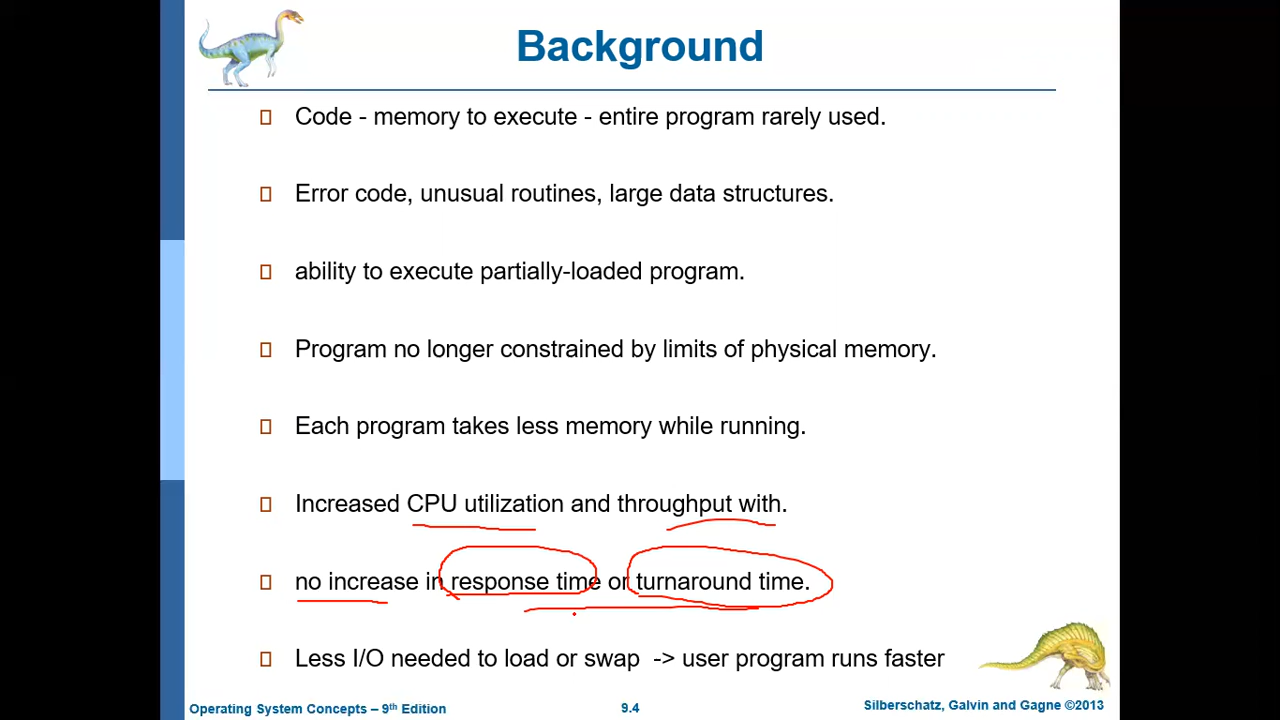 Background
Code - memory to execute - entire program rarely used.
Error code, unusual routines, large data structures.
ability to execute partially-loaded program.
Program no longer constrained by limits of physical memory.
Each program takes less memory while running.
Increased CPU utilization and throughput with.
no increase in response time or turnaround time.
Less I/O needed to load or swap -> user program runs faster
Operating System Concepts – 9th Edition
9.4
Silberschatz, Galvin and Gagne ©2013